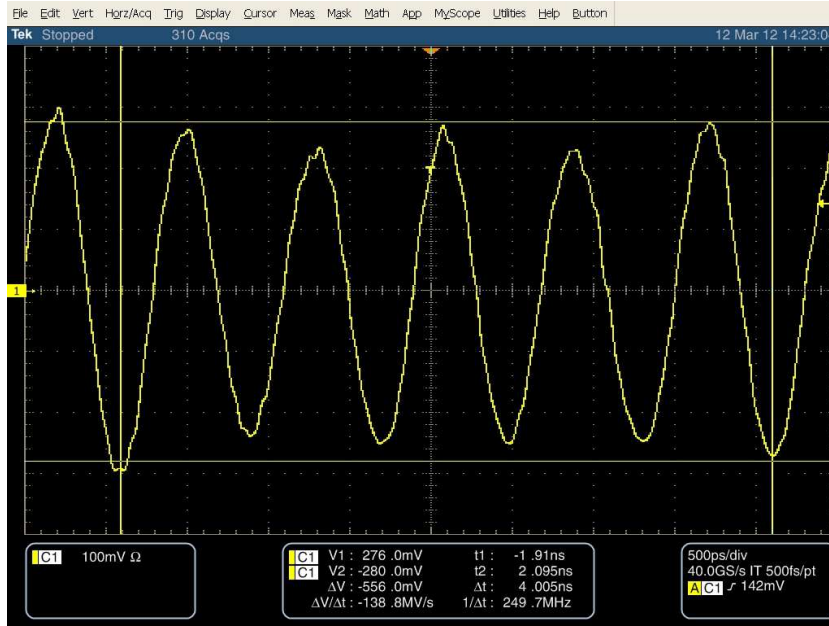 File Edit Vert Horz/Acq Trig Display Cursor Meas Mask Math App MyScope Utilities Help Button
Tek Stopped 310 Acqs 12 Mar 12 14:23:0
1
C1 100mV Ω
C1 V1 : 276 .0mV t1 : -1 .91ns
C1 V2 : -280 .0mV t2 : 2 .095ns
ΔV : -556 .0mV Δt : 4 .005ns
ΔV/Δt : -138 .8MV/s 1/Δt : 249 .7MHz
500ps/div
40.0GS/s IT 500fs/pt
A C1 ⨍ 142mV